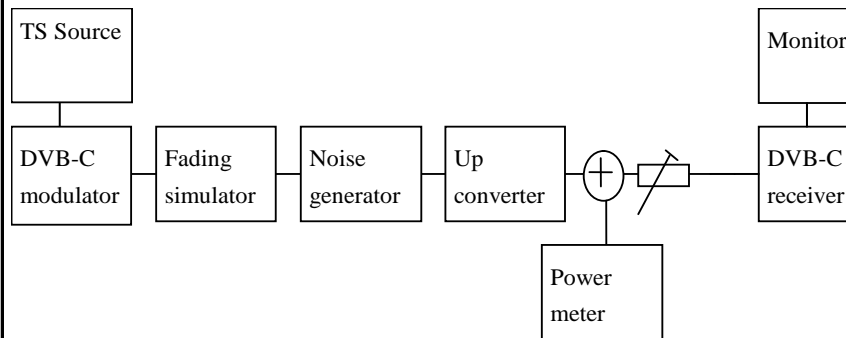 TS Source
Monitor
DVB-C
modulator
Fading
simulator
Noise
generator
Up
converter
+
DVB-C
receiver
Power
meter